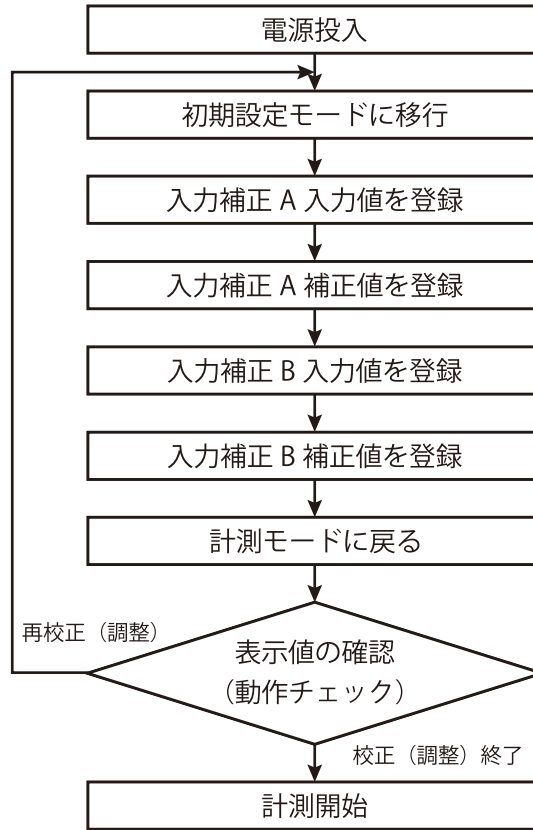 電源投入
初期設定モードに移行
入力補正 A 入力値を登録
入力補正 A 補正値を登録
入力補正 B 入力値を登録
入力補正 B 補正値を登録
計測モードに戻る
再校正（調整）
表示値の確認
（動作チェック）
校正（調整）終了
計測開始